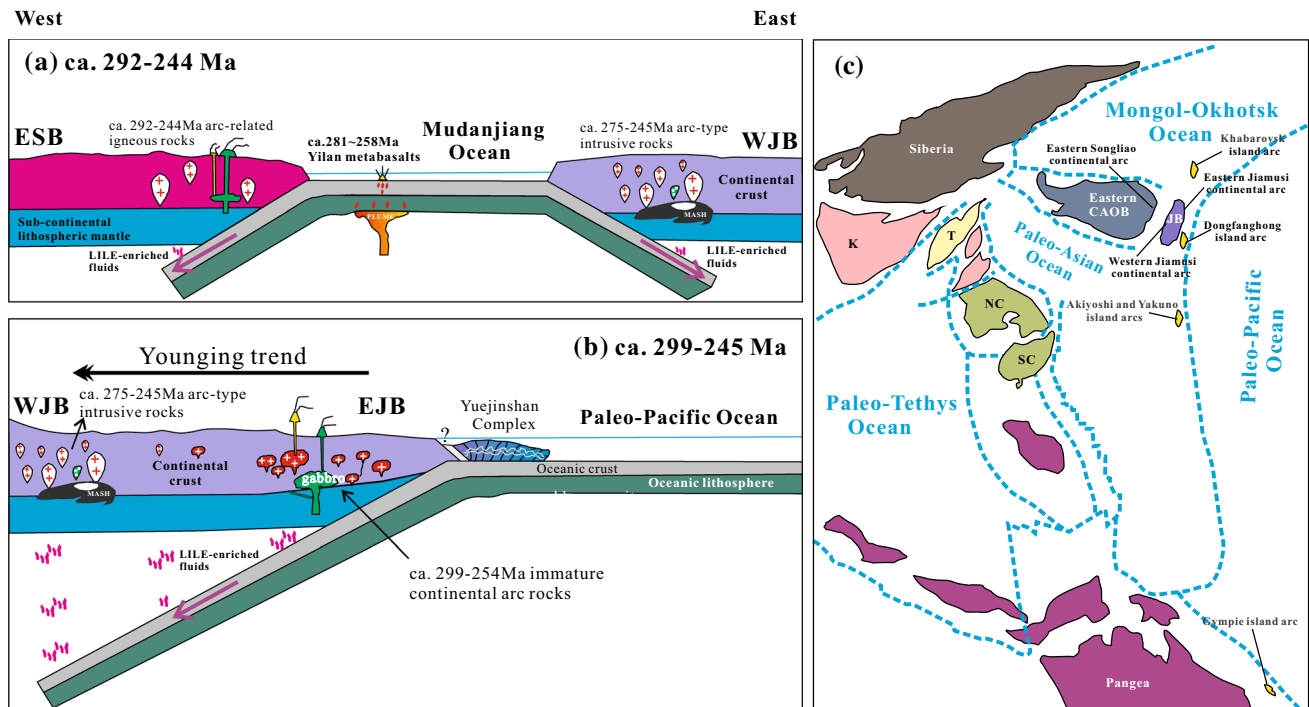 West
East
(a) ca. 292-244 Ma
ESB
ca. 292-244Ma arc-related
igneous rocks
ca.281~258Ma
Yilan metabasalts
Mudanjiang
Ocean
ca. 275-245Ma arc-type
intrusive rocks
WJB
Continental
crust
MASH
Sub-continental
lithospheric mantle
PLUME
LILE-enriched
fluids
LILE-enriched
fluids
(b) ca. 299-245 Ma
Younging trend
WJB
ca. 275-245Ma arc-type
intrusive rocks
EJB
Yuejinshan
Complex
Paleo-Pacific Ocean
?
Continental
crust
gabbro
MASH
Oceanic crust
Oceanic lithosphere
LILE-enriched
fluids
ca. 299-254Ma immature
continental arc rocks
(c)
Siberia
Mongol-Okhotsk
Ocean
Eastern Songliao
continental arc
Khabarovsk
island arc
Eastern Jiamusi
continental arc
Eastern
CAOB
JB
Dongfanghong
island arc
K
T
Paleo-Asian
Ocean
Western Jiamusi
continental arc
NC
Akiyoshi and Yakuno
island arcs
SC
Paleo-Pacific
Ocean
Paleo-Tethys
Ocean
Gympie island arc
Pangea